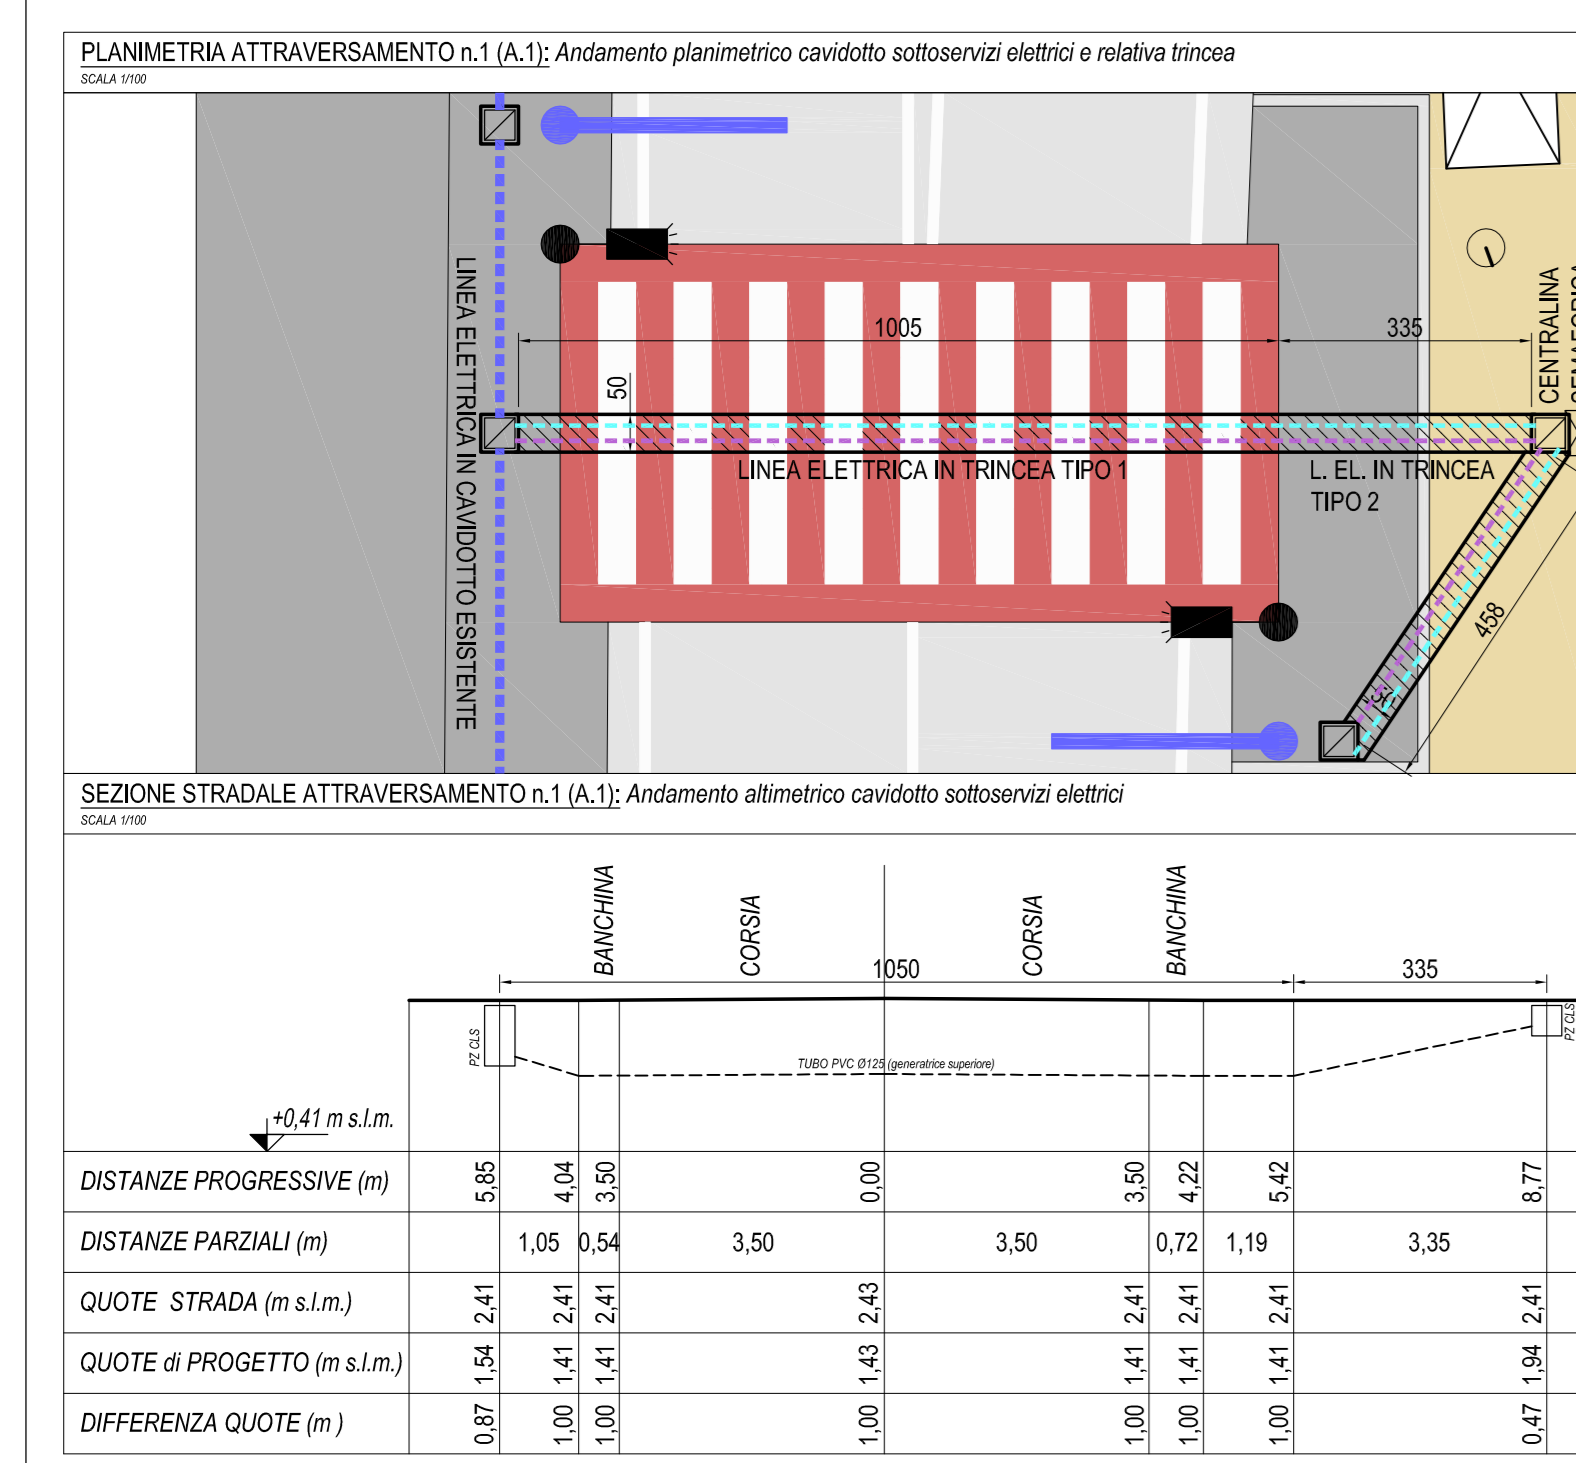 PLANIMETRIA ATTRAVERSAMENTO n.1 (A.1): Andamento planimetrico cavidotto sottoservizi elettrici e relativa trincea
SCALA 1/100
LINEA ELETTRICA IN CAVIDOTTO ESISTENTE
1005
335
50
CENTRALINA
LINEA ELETTRICA IN TRINCEA TIPO 1
L. EL. IN TRINCEA
TIPO 2
458
SEZIONE STRADALE ATTRAVERSAMENTO n.1 (A.1): Andamento altimetrico cavidotto sottoservizi elettrici
SCALA 1/100
BANCHINA
CORSIA
CORSIA
BANCHINA
1050
335
PZ CLS
PZ CLS
TUBO PVC Ø125 (generatrice superiore)
+0,41 m s.l.m.
DISTANZE PROGRESSIVE (m) 5,85 4,04 3,50 0,00 3,50 4,22 5,42 8,77
DISTANZE PARZIALI (m) 1,05 0,54 3,50 3,50 0,72 1,19 3,35
QUOTE STRADA (m s.l.m.) 2,41 2,41 2,41 2,43 2,41 2,41 2,41 2,41
QUOTE di PROGETTO (m s.l.m.) 1,54 1,41 1,41 1,43 1,41 1,41 1,41 1,94
DIFFERENZA QUOTE (m ) 0,87 1,00 1,00 1,00 1,00 1,00 1,00 0,47